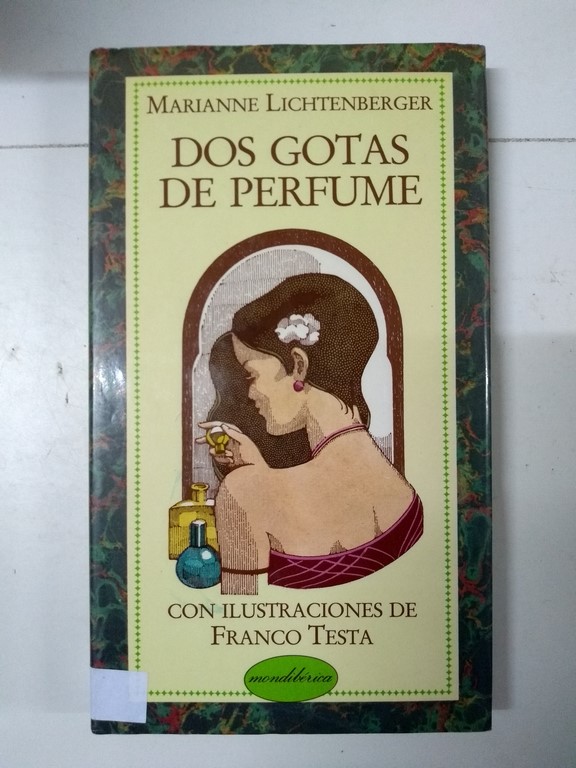 MARIANNE LICHTENBERGER
DOS GOTAS
DE PERFUME
CON ILUSTRACIONES DE
FRANCO TESTA
mondibérica